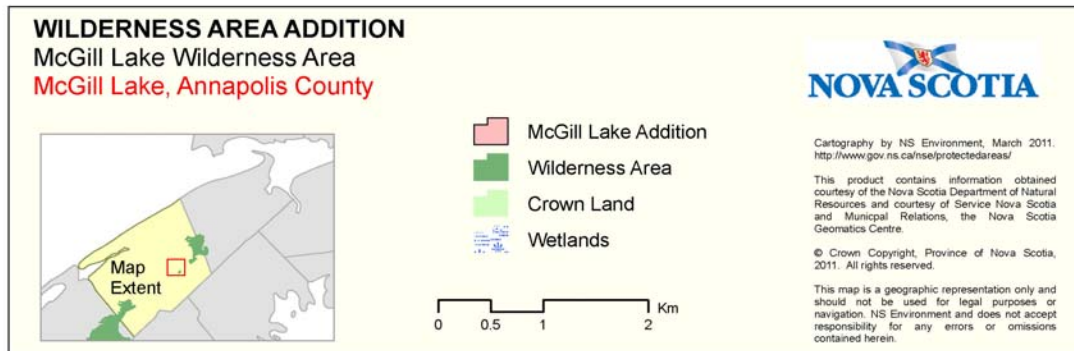 WILDERNESS AREA ADDITION
McGill Lake Wilderness Area
McGill Lake, Annapolis County
Map
Extent
McGill Lake Addition
Wilderness Area
Crown Land
Wetlands
Km
0 0.5 1 2
NOVA SCOTIA
Cartography by NS Environment, March 2011.
http://www.gov.ns.ca/nse/protectedareas/
This product contains information obtained
courtesy of the Nova Scotia Department of Natural
Resources and courtesy of Service Nova Scotia
and Municpal Relations, the Nova Scotia
Geomatics Centre.
© Crown Copyright, Province of Nova Scotia,
2011. All rights reserved.
This map is a geographic representation only and
should not be used for legal purposes or
navigation. NS Environment and does not accept
responsibility for any errors or omissions
contained herein.